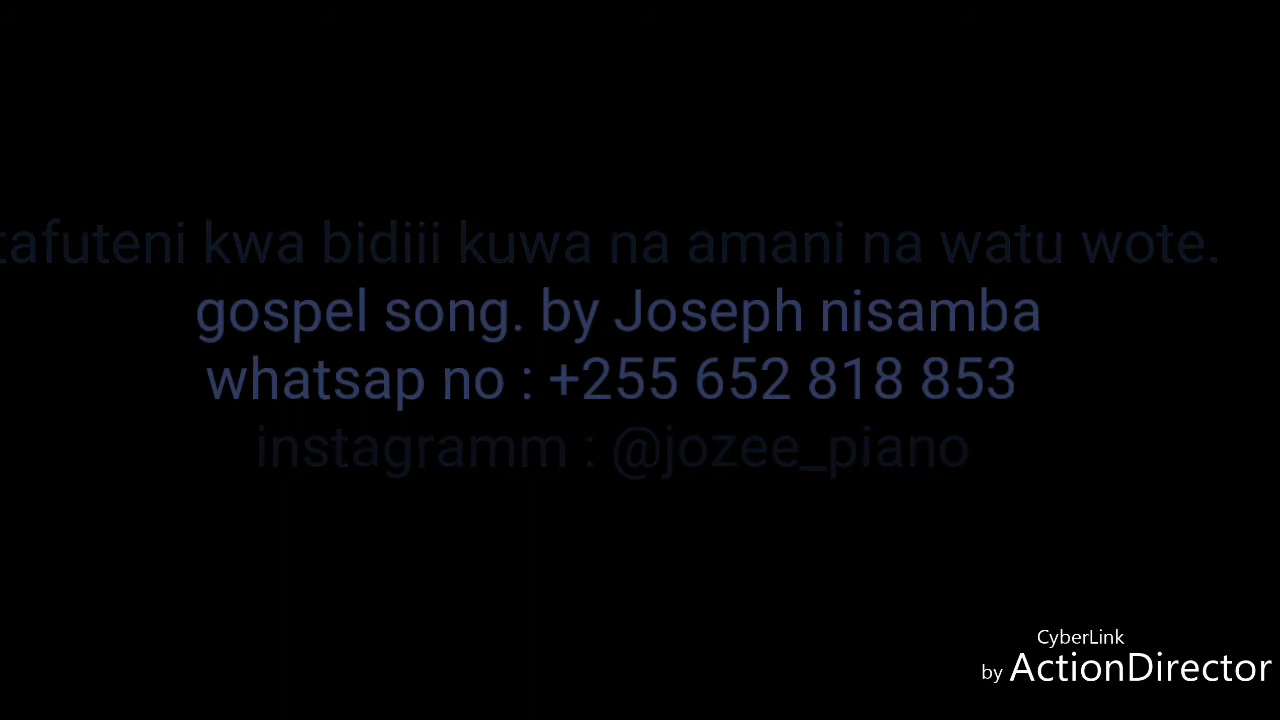 tafuteni kwa bidiii kuwa na amani na watu wote.
gospel song. by Joseph nisamba
whatsap no : +255 652 818 853
instagramm : @jozee_piano
CyberLink
by ActionDirector